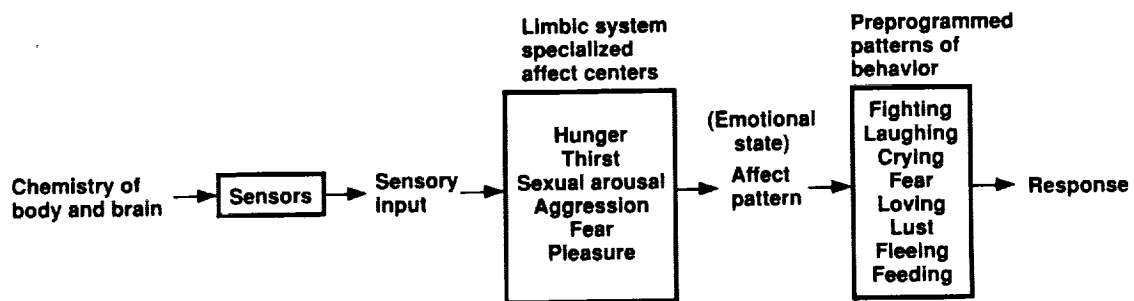 Limbic system
specialized
affect centers
Preprogrammed
patterns of
behavior
Chemistry of
body and brain
Sensors
Sensory
input
Hunger
Thirst
Sexual arousal
Aggression
Fear
Pleasure
(Emotional
state)
Affect
pattern
Fighting
Laughing
Crying
Fear
Loving
Lust
Fleeing
Feeding
Response